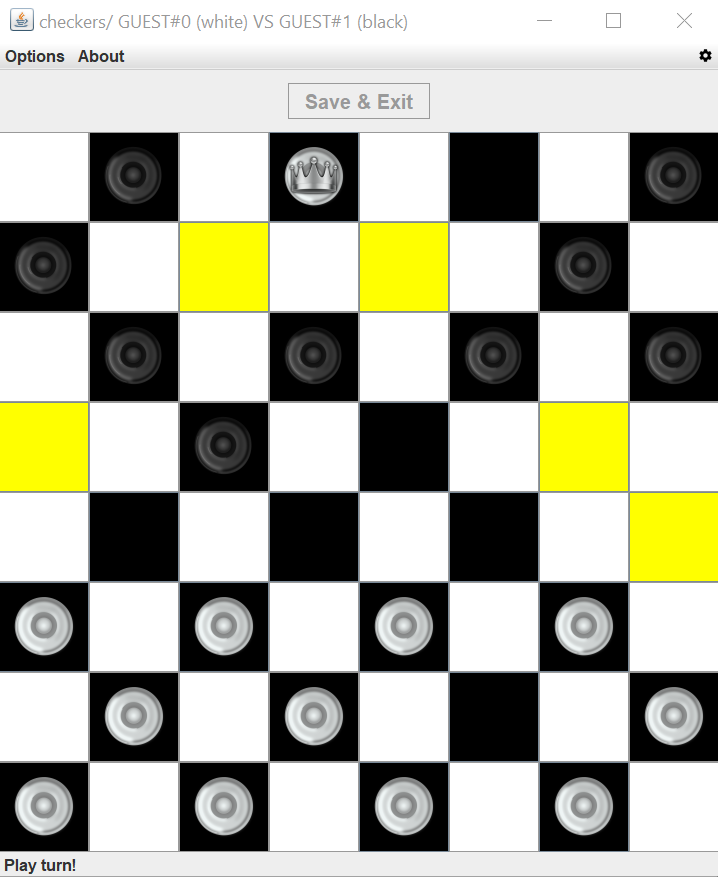 checkers/ GUEST#0 (white) VS GUEST#1 (black)
Options About
Save & Exit
Play turn!